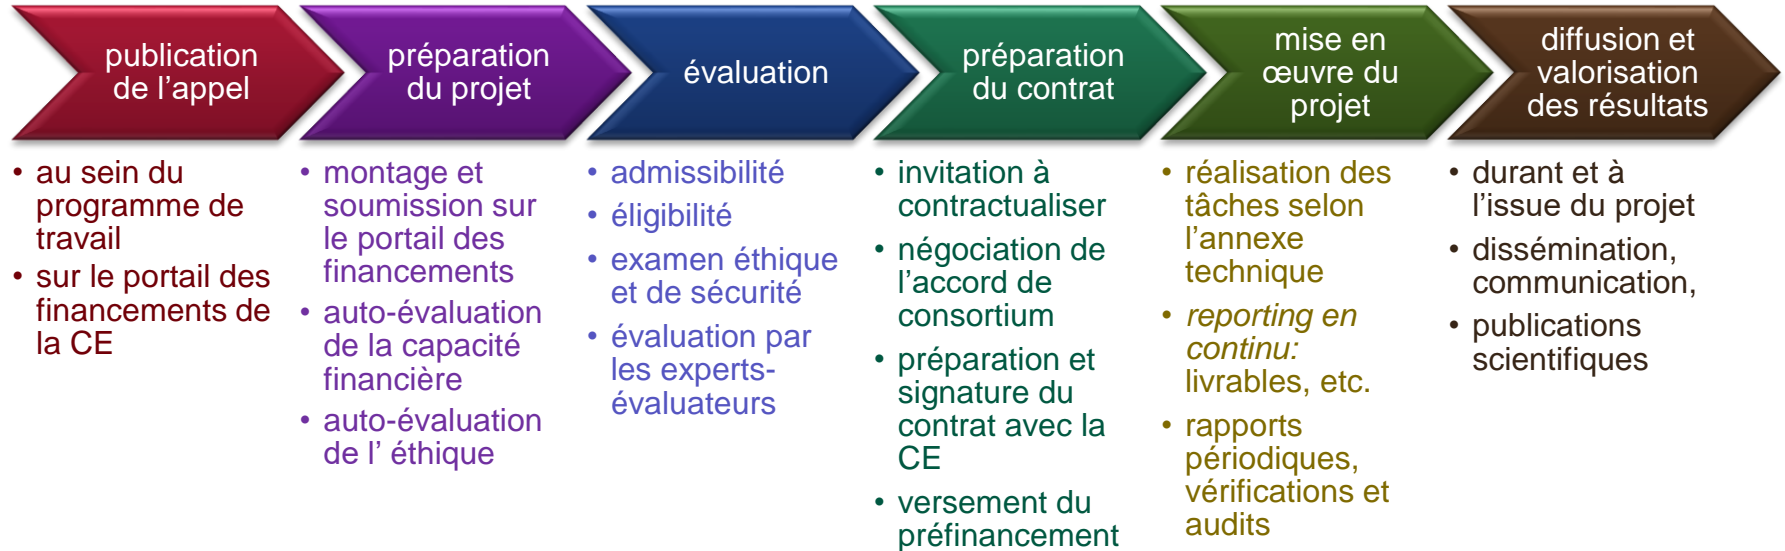 publication
de l’appel
préparation
du projet
évaluation
préparation
du contrat
mise en
œuvre du
projet
diffusion et
valorisation
des résultats
• au sein du
programme de
travail
• sur le portail des
financements de
la CE
• montage et
soumission sur
le portail des
financements
• auto-évaluation
de la capacité
financière
• auto-évaluation
de l’ éthique
• admissibilité
• éligibilité
• examen éthique
et de sécurité
• évaluation par
les experts-
évaluateurs
• invitation à
contractualiser
• négociation de
l’accord de
consortium
• préparation et
signature du
contrat avec la
CE
• versement du
préfinancement
• réalisation des
tâches selon
l’annexe
technique
• reporting en
continu:
livrables, etc.
• rapports
périodiques,
vérifications et
audits
• durant et à
l’issue du projet
• dissémination,
communication,
• publications
scientifiques